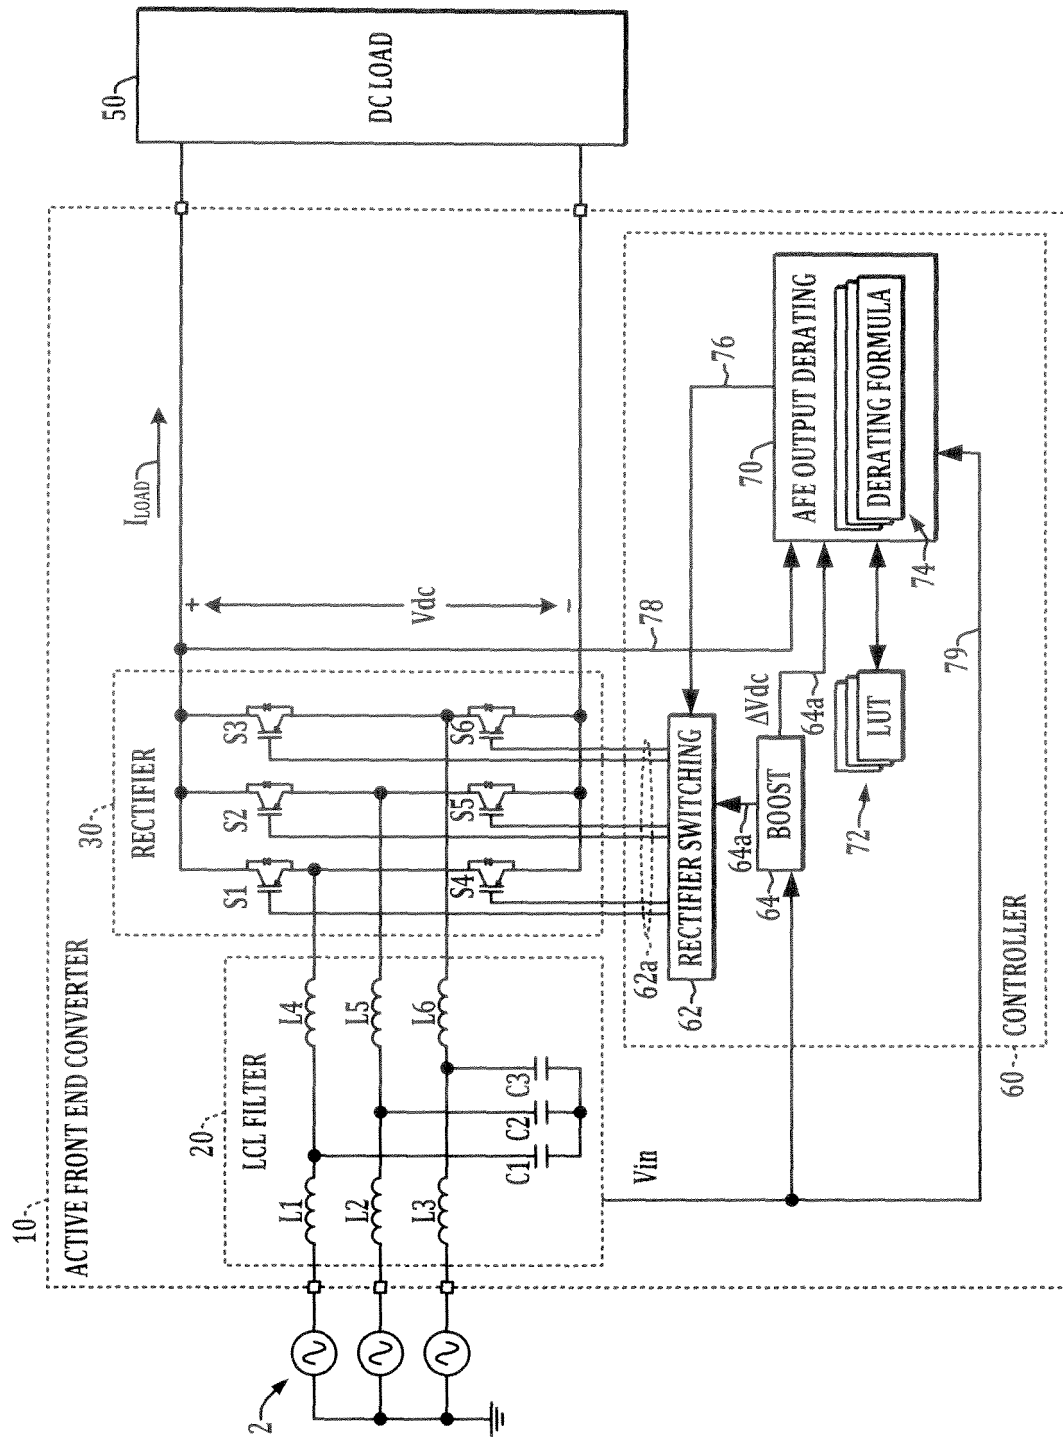 10
ACTIVE FRONT END CONVERTER
2
20
LCL FILTER
L1
L2
L3
L4
L5
L6
C1
C2
C3
Vin
30
RECTIFIER
S1
S2
S3
S4
S5
S6
+
Vdc
−
ILOAD
50
DC LOAD
60
CONTROLLER
62
62a
RECTIFIER SWITCHING
64
BOOST
64a
64a
ΔVdc
72
LUT
70
AFE OUTPUT DERATING
DERATING FORMULA
74
76
78
79